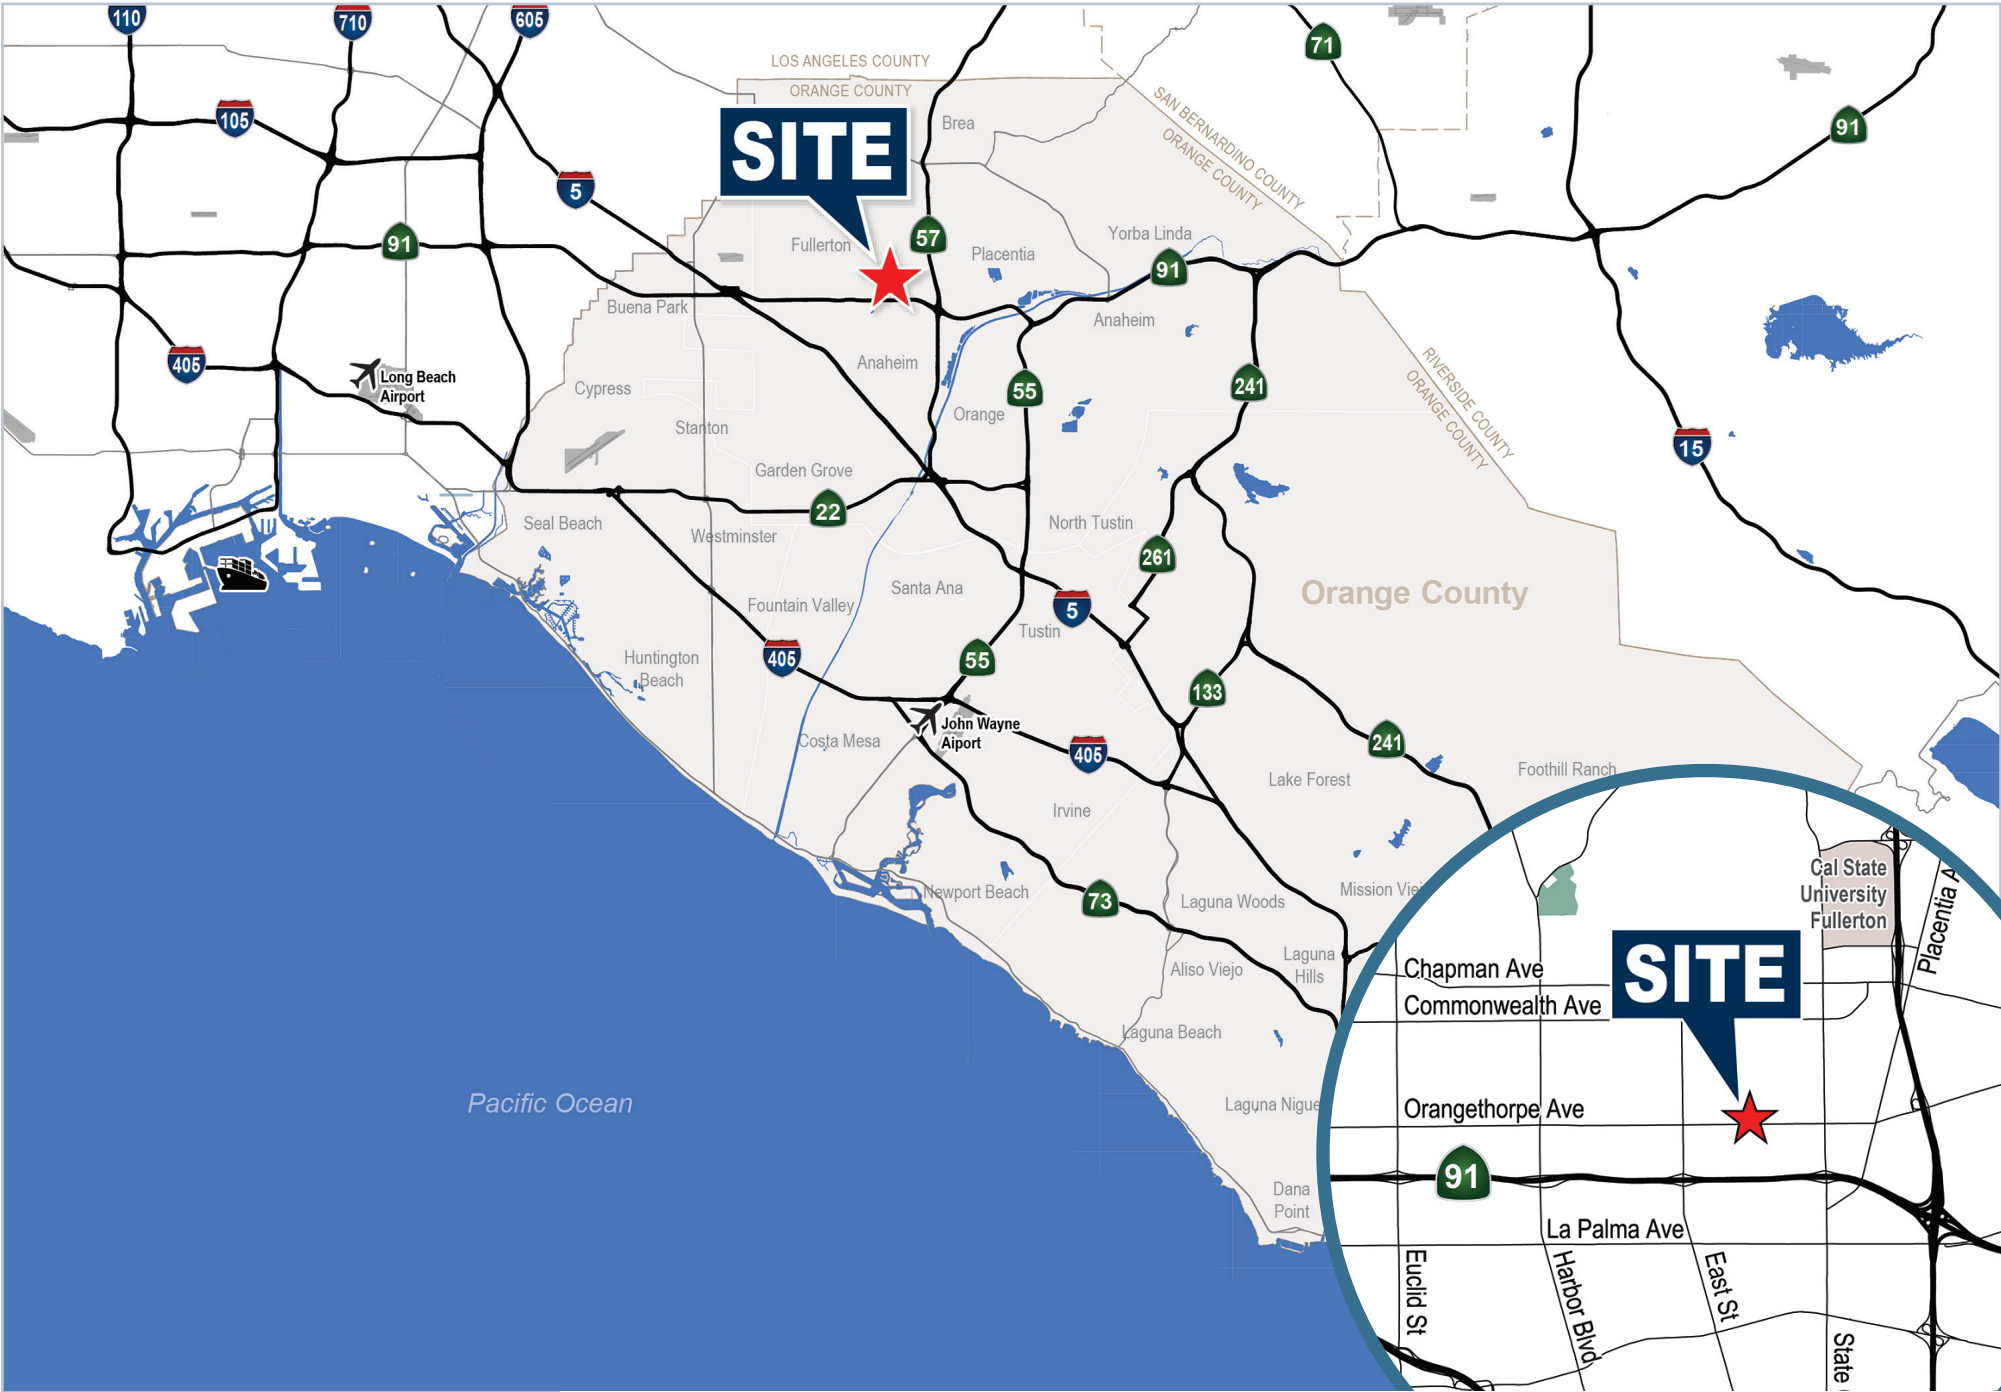 110
710
605
71
LOS ANGELES COUNTY
ORANGE COUNTY
SAN BERNARDINO COUNTY
ORANGE COUNTY
105
SITE
Brea
91
5
91
57
Fullerton
Placentia
Yorba Linda
91
Buena Park
Anaheim
405
Long Beach
Airport
Anaheim
Cypress
55
241
RIVERSIDE COUNTY
ORANGE COUNTY
Orange
Stanton
15
Garden Grove
22
Seal Beach
Westminster
North Tustin
261
Santa Ana
Orange County
Fountain Valley
5
Tustin
Huntington
Beach
405
55
133
John Wayne
Aiport
Costa Mesa
405
241
Lake Forest
Foothill Ranch
Irvine
Newport Beach
73
Laguna Woods
Mission Viej
Laguna
Hills
Aliso Viejo
Laguna Beach
Pacific Ocean
Laguna Nigue
Dana
Point
Cal State
University
Fullerton
Placentia A
SITE
Chapman Ave
Commonwealth Ave
Orangethorpe Ave
91
La Palma Ave
Euclid St
Harbor Blvd
East St
State